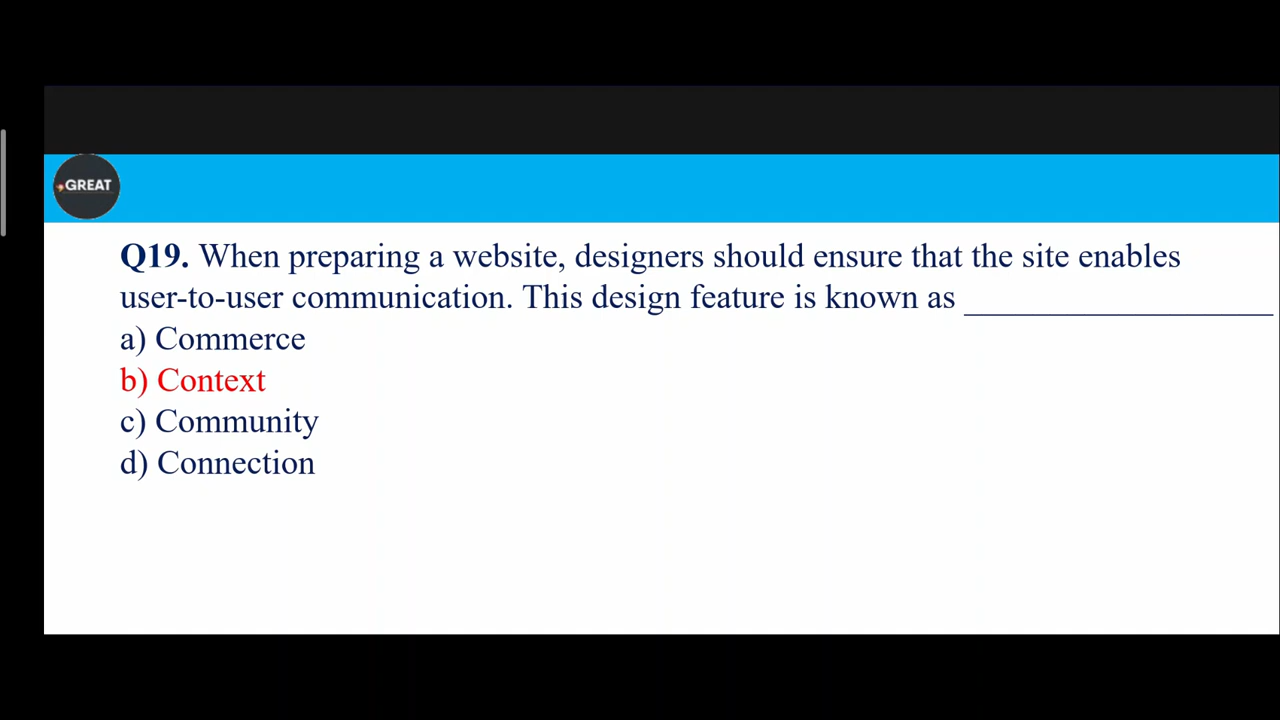 GREAT
Q19. When preparing a website, designers should ensure that the site enables
user-to-user communication. This design feature is known as ___________________
a) Commerce
b) Context
c) Community
d) Connection